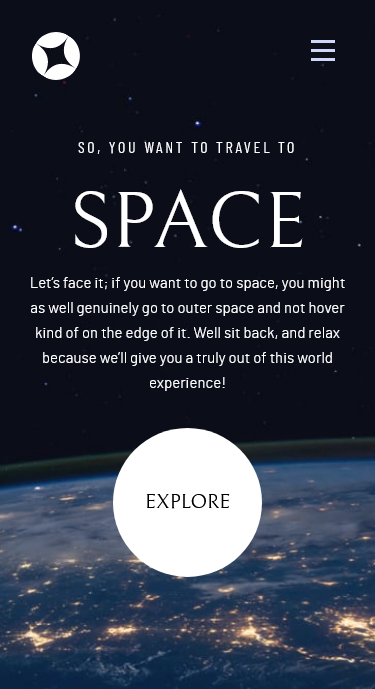 SO, YOU WANT TO TRAVEL TO
SPACE
Let’s face it; if you want to go to space, you might
as well genuinely go to outer space and not hover
kind of on the edge of it. Well sit back, and relax
because we’ll give you a truly out of this world
experience!
EXPLORE